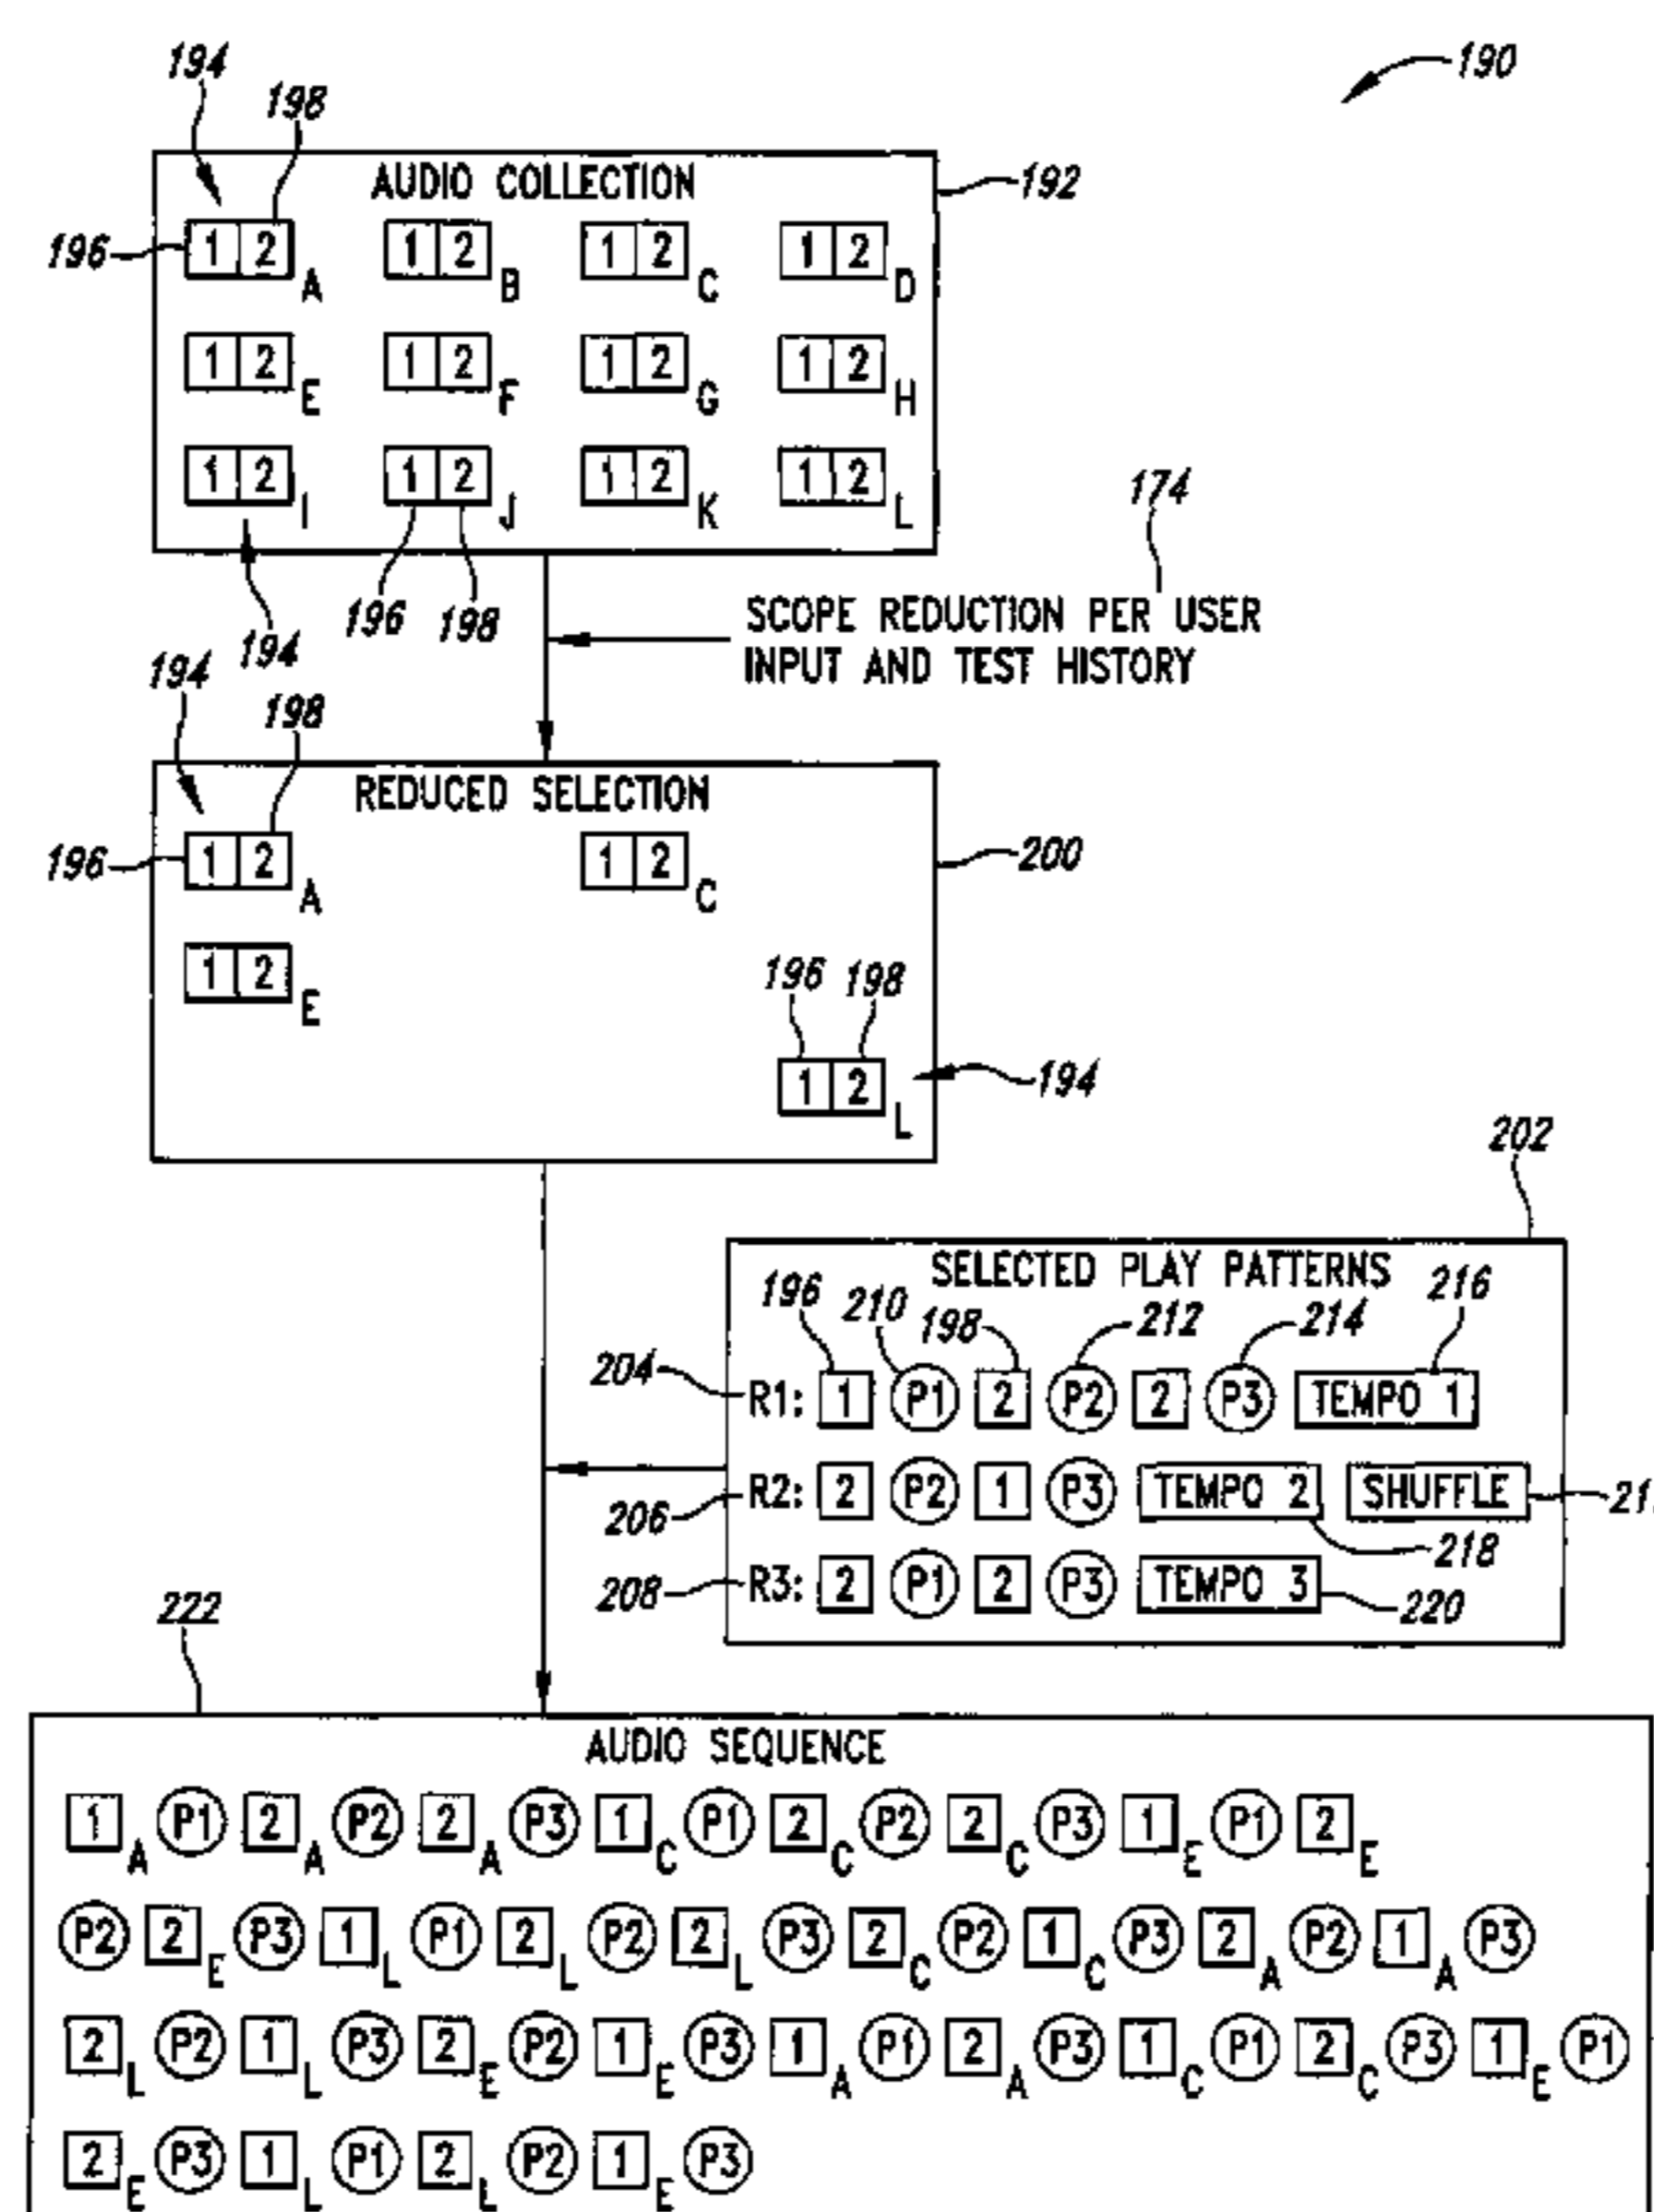 190
194
198
AUDIO COLLECTION
192
196
1 2 A 1 2 B 1 2 C 1 2 D
1 2 E 1 2 F 1 2 G 1 2 H
1 2 I 1 2 J 1 2 K 1 2 L
174
194 196 198
SCOPE REDUCTION PER USER
INPUT AND TEST HISTORY
194
198
REDUCED SELECTION
196
1 2 A 1 2 C
200
1 2 E
196 198
1 2 L
194
202
SELECTED PLAY PATTERNS
196 210 198 212 214 216
204
R1: 1 P1 2 P2 2 P3 TEMPO 1
206
R2: 2 P2 1 P3 TEMPO 2 SHUFFLE
218
208
R3: 2 P1 2 P3 TEMPO 3
220
222
AUDIO SEQUENCE
1 A P1 2 A P2 2 A P3 1 C P1 2 C P2 2 C P3 1 E P1 2 E
P2 2 E P3 1 L P1 2 L P2 2 L P3 2 C P2 1 C P3 2 A P2 1 A P3
2 L P2 1 L P3 2 E P2 1 E P3 1 A P1 2 A P3 1 C P1 2 C P3 1 E P1
2 E P3 1 L P1 2 L P2 1 E P3